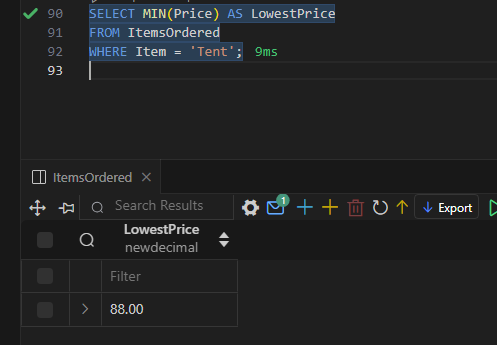 90 SELECT MIN(Price) AS LowestPrice
91 FROM ItemsOrdered
92 WHERE Item = 'Tent'; 9ms
93
ItemsOrdered
Search Results 1 Export
LowestPrice
newdecimal
Filter
88.00